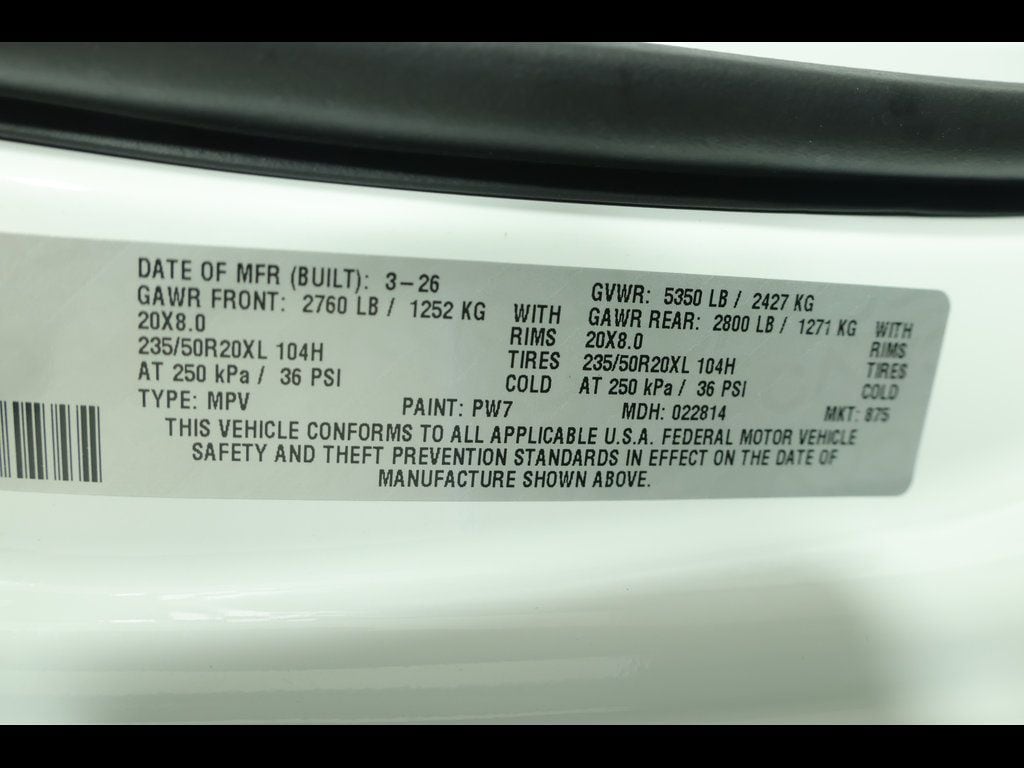 DATE OF MFR (BUILT): 3-26 GVWR: 5350 LB / 2427 KG
GAWR FRONT: 2760 LB / 1252 KG WITH GAWR REAR: 2800 LB / 1271 KG WITH
20X8.0 RIMS 20X8.0 RIMS
235/50R20XL 104H TIRES 235/50R20XL 104H TIRES
AT 250 kPa / 36 PSI COLD AT 250 kPa / 36 PSI COLD
TYPE: MPV PAINT: PW7 MDH: 022814 MKT: 875
THIS VEHICLE CONFORMS TO ALL APPLICABLE U.S.A. FEDERAL MOTOR VEHICLE
SAFETY AND THEFT PREVENTION STANDARDS IN EFFECT ON THE DATE OF
MANUFACTURE SHOWN ABOVE.